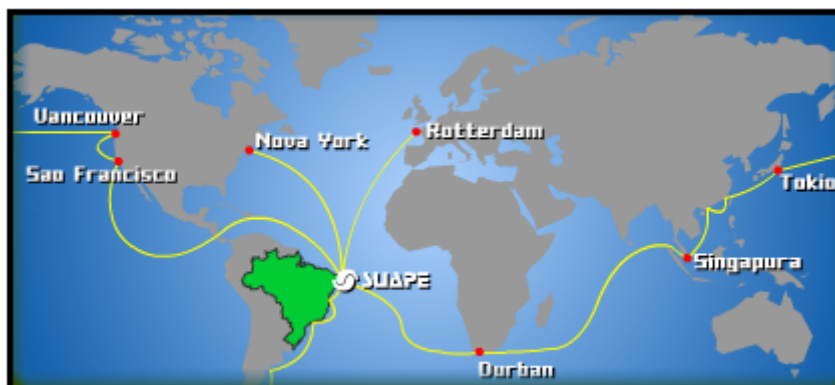 Vancouver
Nova York
Rotterdam
Sao Francisco
Tokio
Singapura
SUAPE
Durban